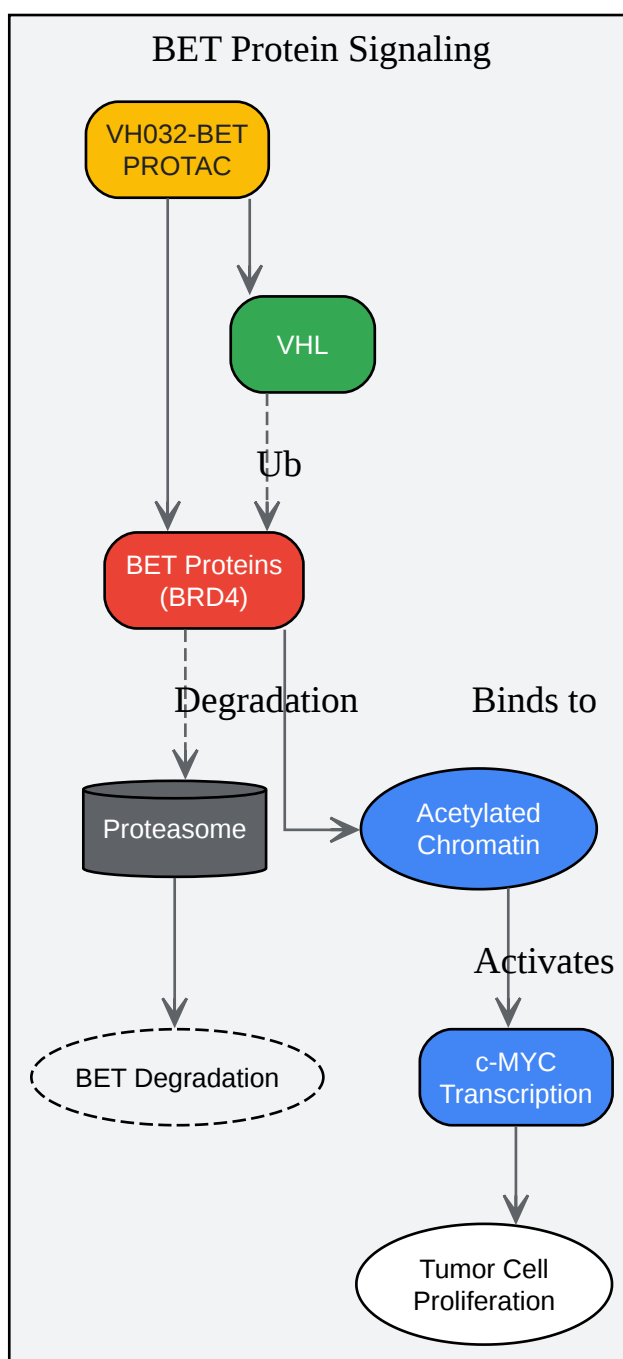 BET Protein Signaling
VH032-BET
PROTAC
VHL
Ub
BET Proteins
(BRD4)
Degradation
Binds to
Proteasome
Acetylated
Chromatin
Activates
BET Degradation
c-MYC
Transcription
Tumor Cell
Proliferation